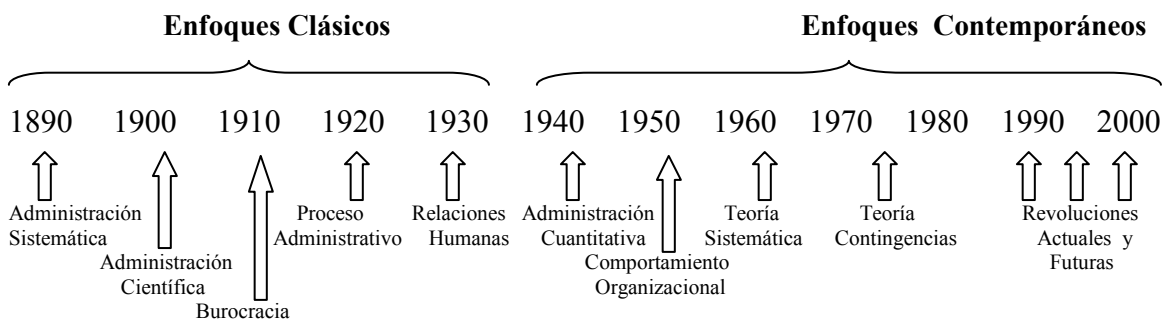 Enfoques Clásicos
Enfoques Contemporáneos
1890 1900 1910 1920 1930 1940 1950 1960 1970 1980 1990 2000
Administración
Sistemática
Administración
Científica
Burocracia
Proceso
Administrativo
Relaciones
Humanas
Administración
Cuantitativa
Comportamiento
Organizacional
Teoría
Sistemática
Teoría
Contingencias
Revoluciones
Actuales y
Futuras